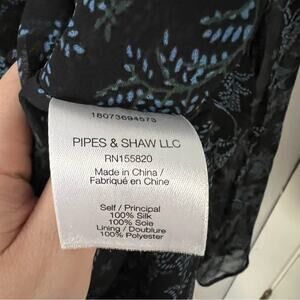 18073694573
PIPES & SHAW LLC
RN155820
Made in China /
Fabriqué en Chine
Self / Principal
100% Silk
100% Soie
Lining / Doublure
100% Polyester